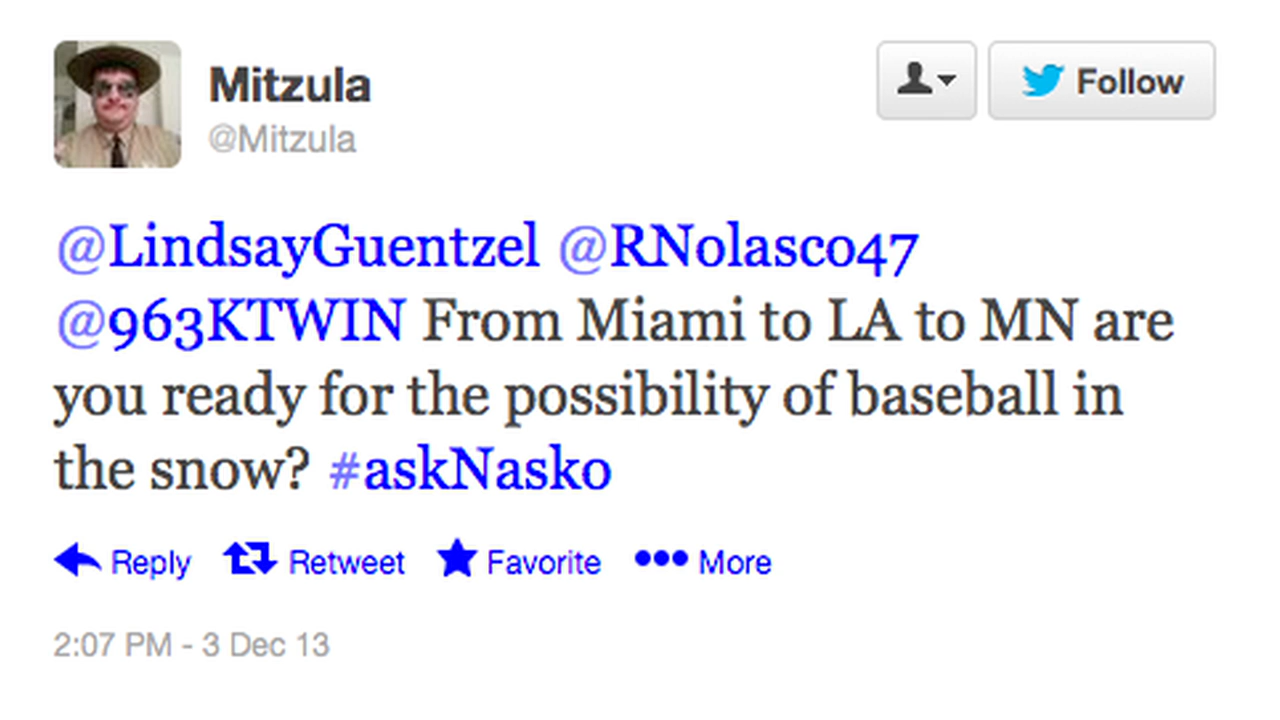 Mitzula
@Mitzula
Follow
@LindsayGuentzel @RNolasco47
@963KTWIN From Miami to LA to MN are
you ready for the possibility of baseball in
the snow? #askNasko
Reply Retweet Favorite More
2:07 PM - 3 Dec 13